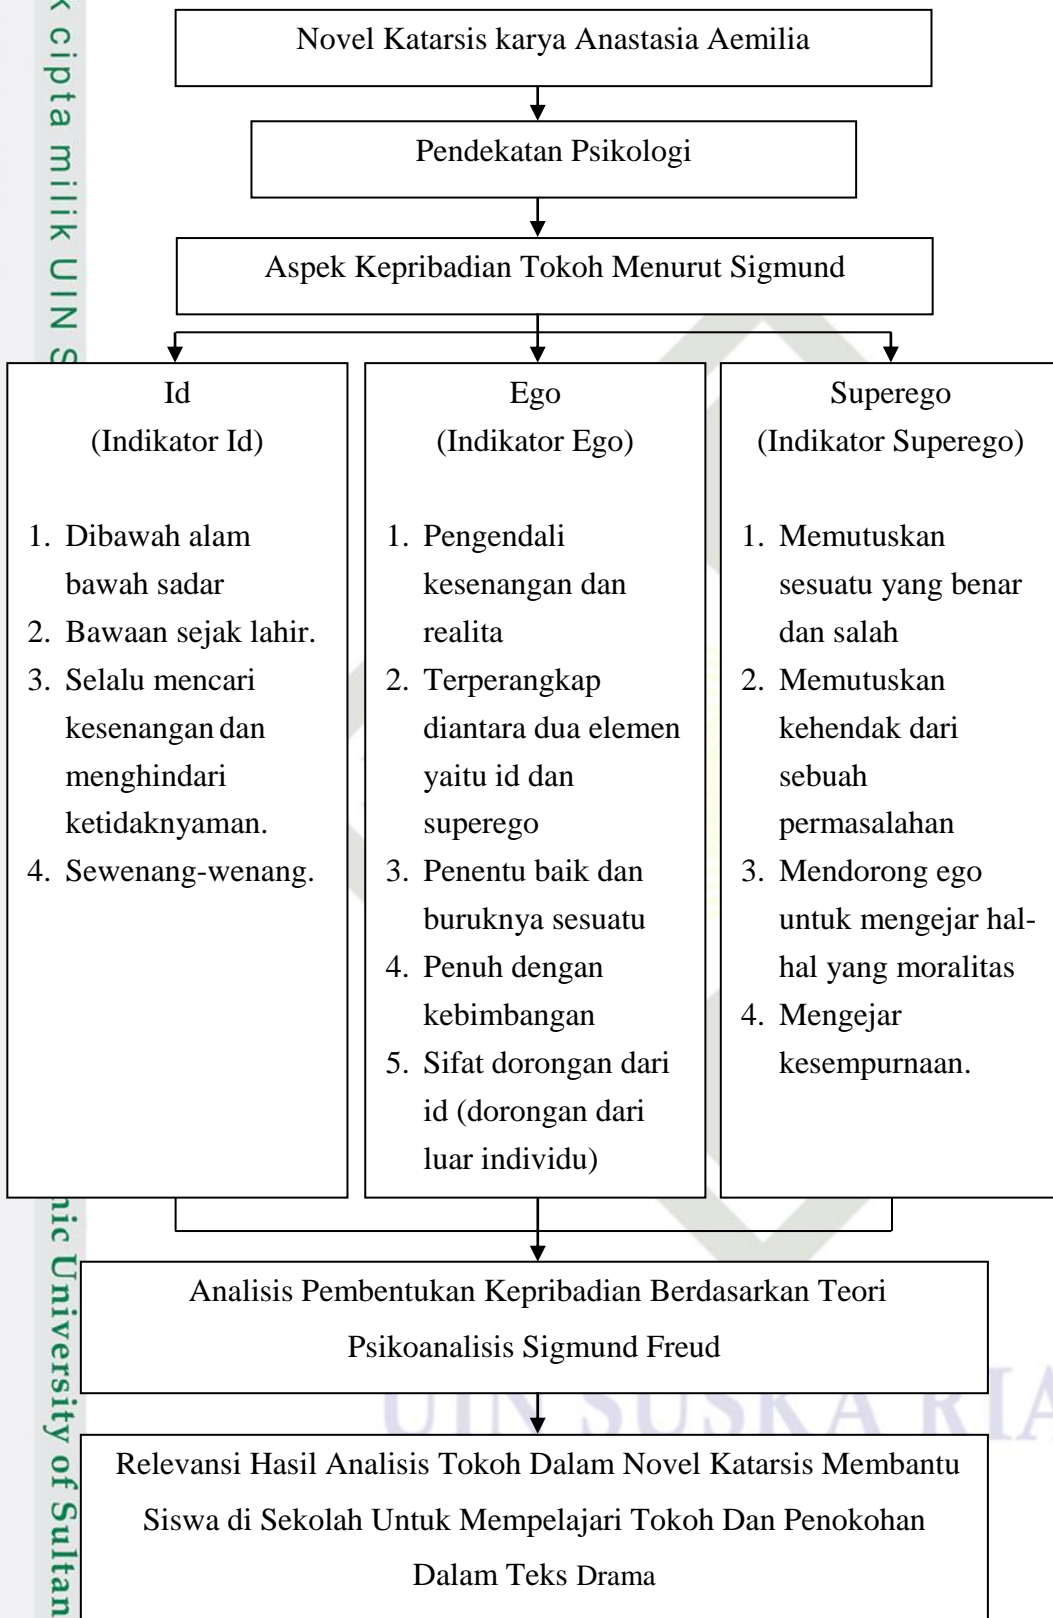 Novel Katarsis karya Anastasia Aemilia
Pendekatan Psikologi
Aspek Kepribadian Tokoh Menurut Sigmund
Id
(Indikator Id)
1. Dibawah alam
bawah sadar
2. Bawaan sejak lahir.
3. Selalu mencari
kesenangan dan
menghindari
ketidaknyaman.
4. Sewenang-wenang.
Ego
(Indikator Ego)
1. Pengendali
kesenangan dan
realita
2. Terperangkap
diantara dua elemen
yaitu id dan
superego
3. Penentu baik dan
buruknya sesuatu
4. Penuh dengan
kebimbangan
5. Sifat dorongan dari
id (dorongan dari
luar individu)
Superego
(Indikator Superego)
1. Memutuskan
sesuatu yang benar
dan salah
2. Memutuskan
kehendak dari
sebuah
permasalahan
3. Mendorong ego
untuk mengejar hal-
hal yang moralitas
4. Mengejar
kesempurnaan.
Analisis Pembentukan Kepribadian Berdasarkan Teori
Psikoanalisis Sigmund Freud
Relevansi Hasil Analisis Tokoh Dalam Novel Katarsis Membantu
Siswa di Sekolah Untuk Mempelajari Tokoh Dan Penokohan
Dalam Teks Drama
cipta milik UIN
University of Sultan
UIN SUSKA RIA